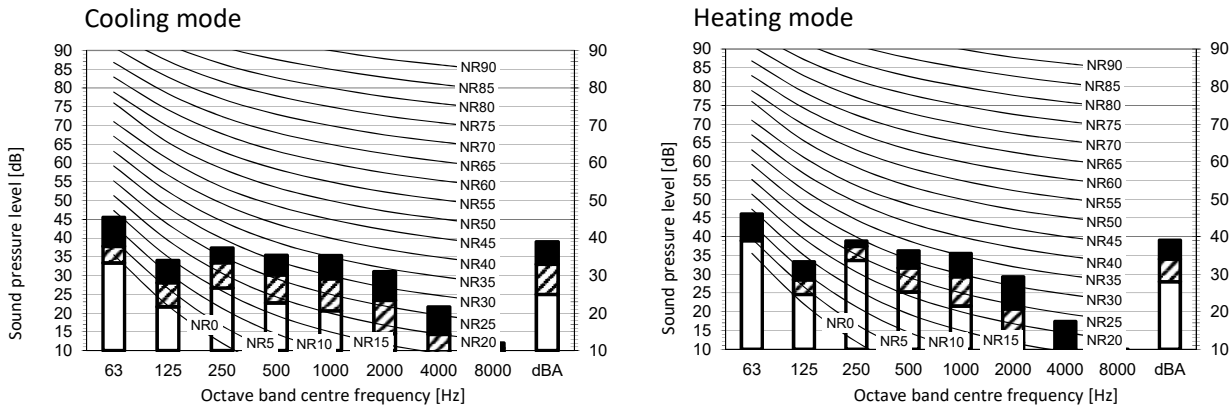 Cooling mode
Sound pressure level [dB]
90 90
85
80 80
75
70 70
65
60 60
55
50 50
45
40 40
35
30 30
25
20 20
15
10 10
NR90
NR85
NR80
NR75
NR70
NR65
NR60
NR55
NR50
NR45
NR40
NR35
NR30
NR25
NR20
NR0 NR5 NR10 NR15
63 125 250 500 1000 2000 4000 8000 dBA
Octave band centre frequency [Hz]
Heating mode
Sound pressure level [dB]
90 90
85
80 80
75
70 70
65
60 60
55
50 50
45
40 40
35
30 30
25
20 20
15
10 10
NR90
NR85
NR80
NR75
NR70
NR65
NR60
NR55
NR50
NR45
NR40
NR35
NR30
NR25
NR20
NR0 NR5 NR10 NR15
63 125 250 500 1000 2000 4000 8000 dBA
Octave band centre frequency [Hz]